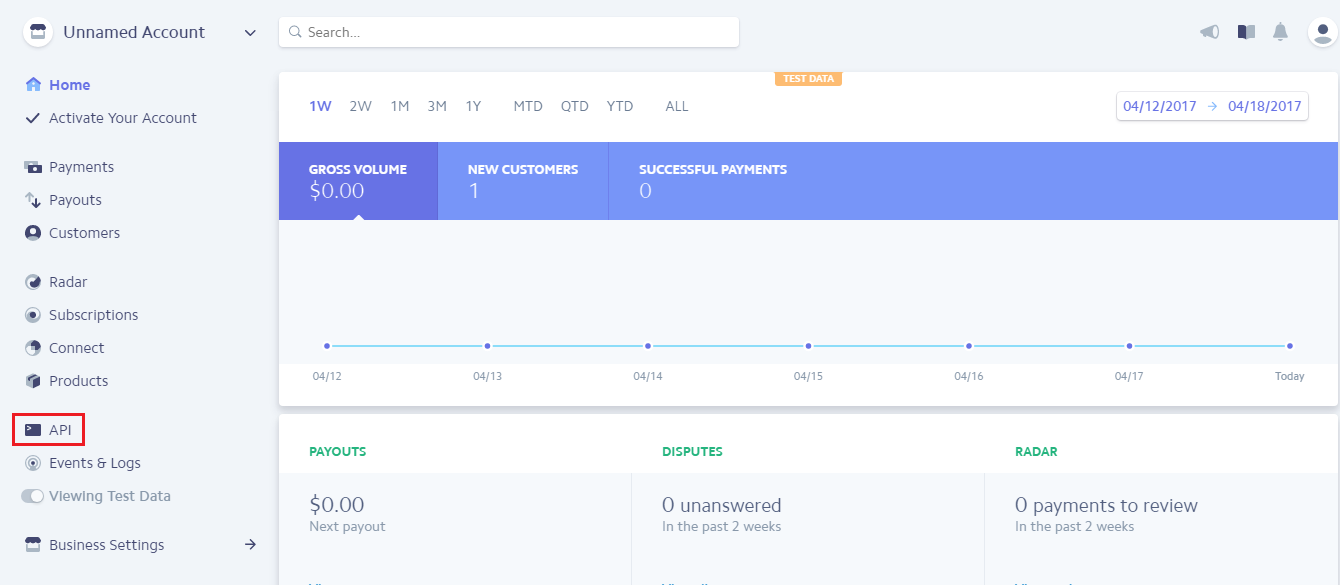 Unnamed Account
Search...
Home
Activate Your Account
Payments
Payouts
Customers
Radar
Subscriptions
Connect
Products
API
Events & Logs
Viewing Test Data
Business Settings
TEST DATA
1W 2W 1M 3M 1Y MTD QTD YTD ALL
04/12/2017 → 04/18/2017
GROSS VOLUME
$0.00
NEW CUSTOMERS
1
SUCCESSFUL PAYMENTS
0
04/12 04/13 04/14 04/15 04/16 04/17 Today
PAYOUTS
$0.00
Next payout
DISPUTES
0 unanswered
In the past 2 weeks
RADAR
0 payments to review
In the past 2 weeks